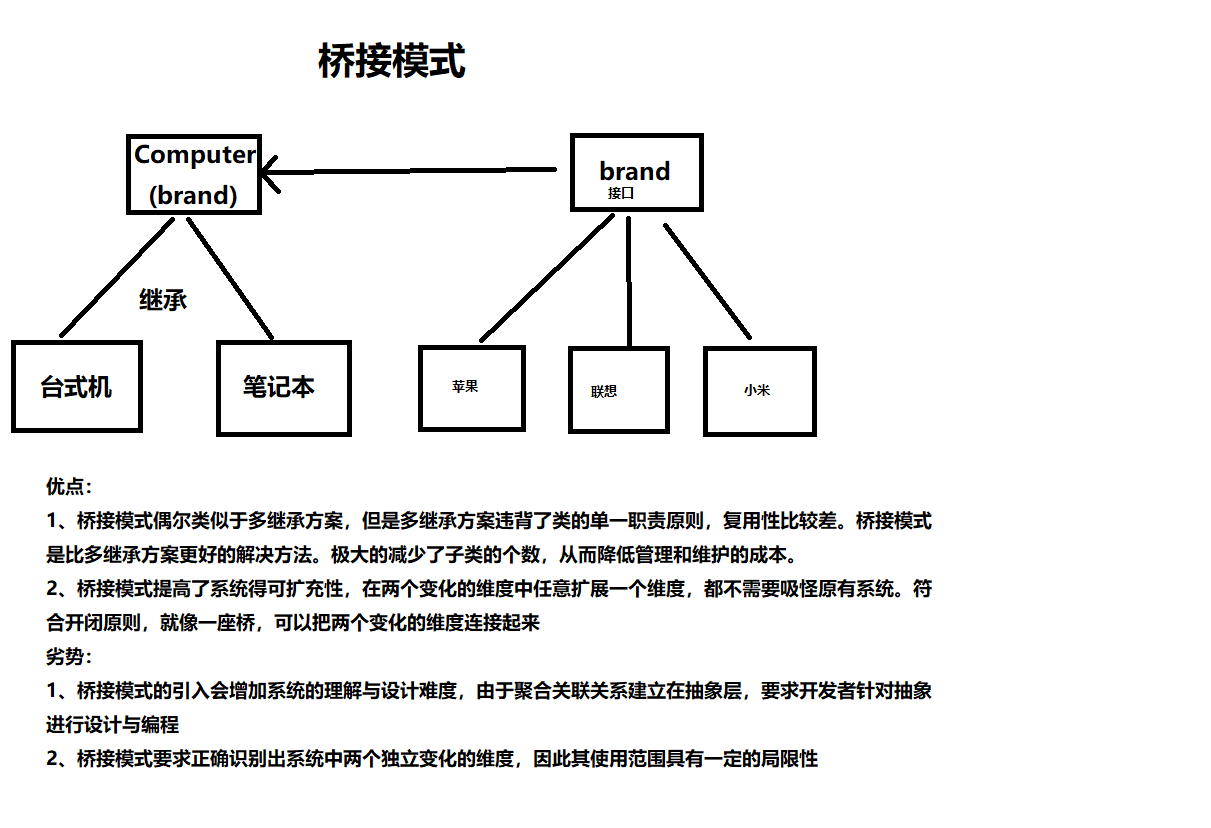 桥接模式
Computer
(brand)
brand
接口
继承
台式机
笔记本
苹果
联想
小米
优点：
1、桥接模式偶尔类似于多继承方案，但是多继承方案违背了类的单一职责原则，复用性比较差。桥接模式
是比多继承方案更好的解决方法。极大的减少了子类的个数，从而降低管理和维护的成本。
2、桥接模式提高了系统得可扩充性，在两个变化的维度中任意扩展一个维度，都不需要吸怪原有系统。符
合开闭原则，就像一座桥，可以把两个变化的维度连接起来
劣势：
1、桥接模式的引入会增加系统的理解与设计难度，由于聚合关联关系建立在抽象层，要求开发者针对抽象
进行设计与编程
2、桥接模式要求正确识别出系统中两个独立变化的维度，因此其使用范围具有一定的局限性